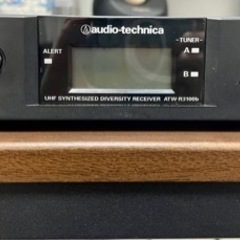 audio-technica
-TUNER-
ALERT
A
B
UHF SYNTHESIZED DIVERSITY RECEIVER ATW-R3100b